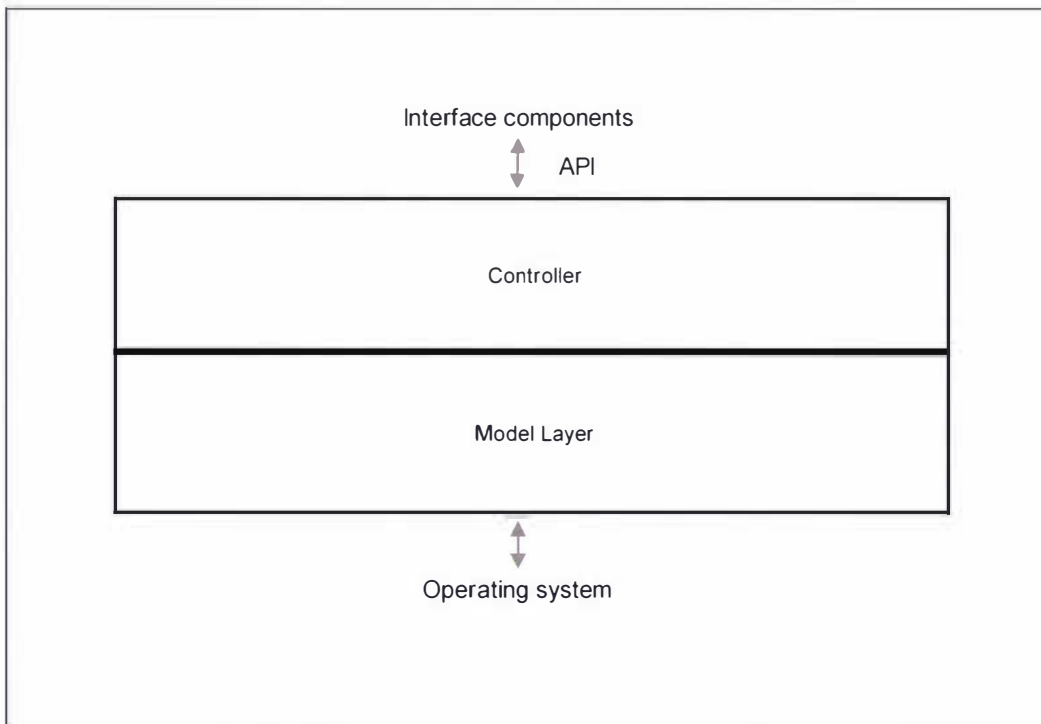 Interface components
API
Controller
Model Layer
Operating system